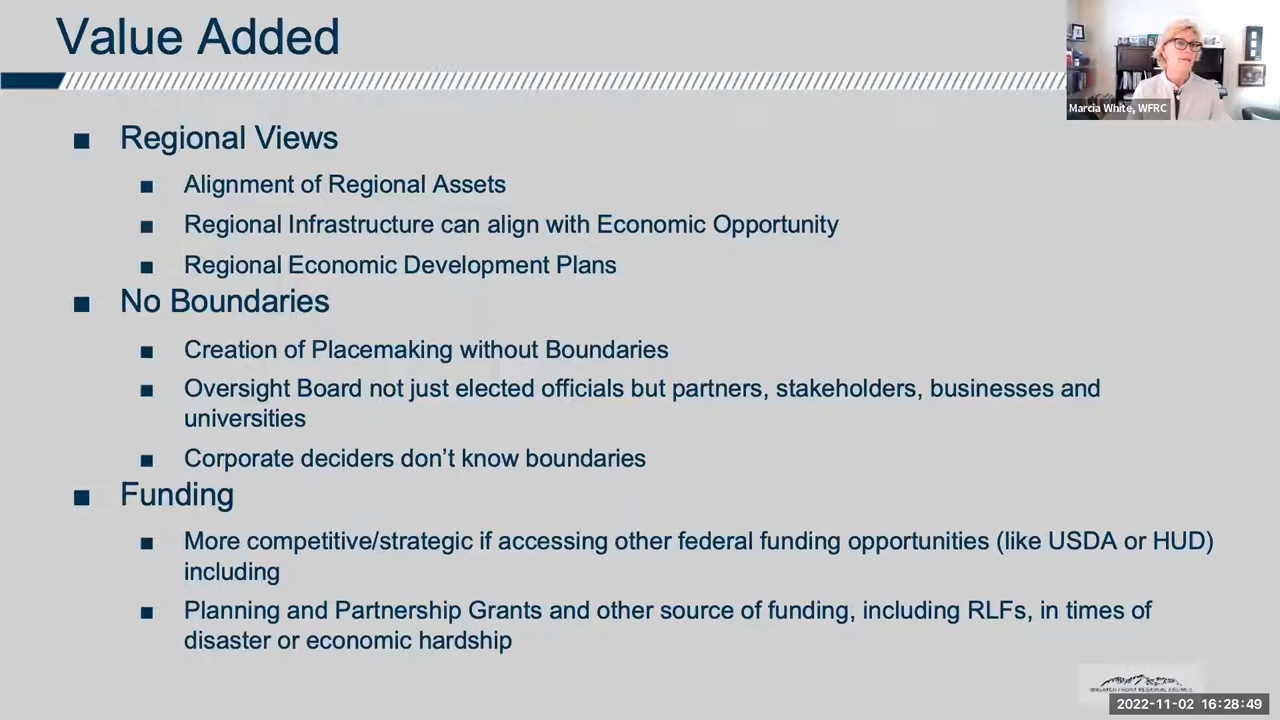 Value Added
Marcia White, WFRC
■ Regional Views
■ Alignment of Regional Assets
■ Regional Infrastructure can align with Economic Opportunity
■ Regional Economic Development Plans
■ No Boundaries
■ Creation of Placemaking without Boundaries
■ Oversight Board not just elected officials but partners, stakeholders, businesses and
universities
■ Corporate deciders don’t know boundaries
■ Funding
■ More competitive/strategic if accessing other federal funding opportunities (like USDA or HUD)
including
■ Planning and Partnership Grants and other source of funding, including RLFs, in times of
disaster or economic hardship
WASATCH FRONT REGIONAL COUNCIL
2022-11-02 16:28:49